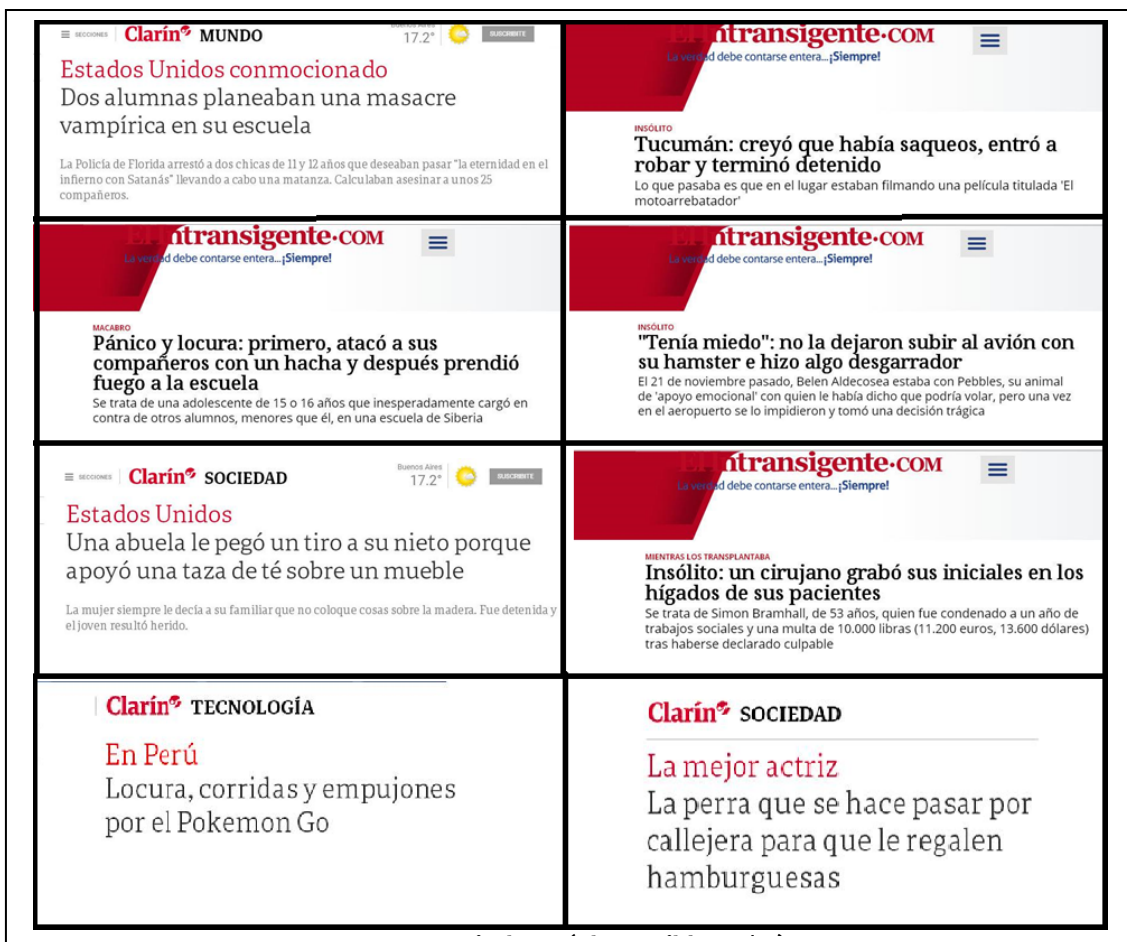 SECCIONES Clarín MUNDO Buenos Aires 17.2° SUSCRIBITE
Estados Unidos conmocionado
Dos alumnas planeaban una masacre
vampírica en su escuela
La Policía de Florida arrestó a dos chicas de 11 y 12 años que deseaban pasar "la eternidad en el
infierno con Satanás" llevando a cabo una matanza. Calculaban asesinar a unos 25
compañeros.
El intransigente.COM
La verdad debe contarse entera...¡Siempre!
INSÓLITO
Tucumán: creyó que había saqueos, entró a
robar y terminó detenido
Lo que pasaba es que en el lugar estaban filmando una película titulada 'El
motoarrebatador'
El intransigente.COM
La verdad debe contarse entera...¡Siempre!
MACABRO
Pánico y locura: primero, atacó a sus
compañeros con un hacha y después prendió
fuego a la escuela
Se trata de una adolescente de 15 o 16 años que inesperadamente cargó en
contra de otros alumnos, menores que él, en una escuela de Siberia
El intransigente.COM
La verdad debe contarse entera...¡Siempre!
INSÓLITO
"Tenía miedo": no la dejaron subir al avión con
su hamster e hizo algo desgarrador
El 21 de noviembre pasado, Belen Aldecosea estaba con Pebbles, su animal
de 'apoyo emocional' con quien le había dicho que podría volar, pero una vez
en el aeropuerto se lo impidieron y tomó una decisión trágica
SECCIONES Clarín SOCIEDAD Buenos Aires 17.2° SUSCRIBITE
Estados Unidos
Una abuela le pegó un tiro a su nieto porque
apoyó una taza de té sobre un mueble
La mujer siempre le decía a su familiar que no coloque cosas sobre la madera. Fue detenida y
el joven resultó herido.
El intransigente.COM
La verdad debe contarse entera...¡Siempre!
MIENTRAS LOS TRANSPLANTABA
Insólito: un cirujano grabó sus iniciales en los
hígados de sus pacientes
Se trata de Simon Bramhall, de 53 años, quien fue condenado a un año de
trabajos sociales y una multa de 10.000 libras (11.200 euros, 13.600 dólares)
tras haberse declarado culpable
Clarín TECNOLOGÍA
En Perú
Locura, corridas y empujones
por el Pokemon Go
Clarín SOCIEDAD
La mejor actriz
La perra que se hace pasar por
callejera para que le regalen
hamburguesas